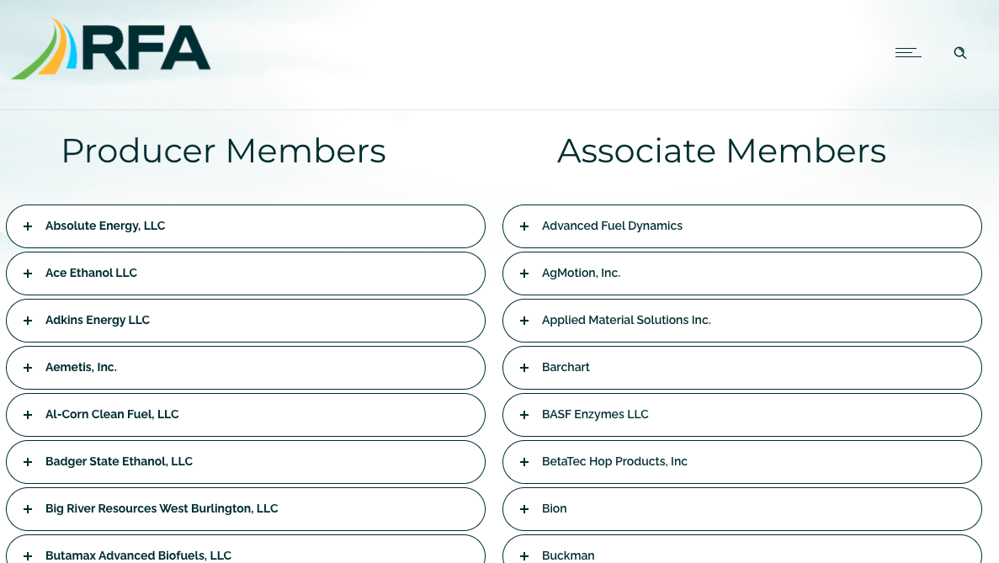 RFA
Producer Members
Associate Members
Absolute Energy, LLC
Ace Ethanol LLC
Adkins Energy LLC
Aemetis, Inc.
Al-Corn Clean Fuel, LLC
Badger State Ethanol, LLC
Big River Resources West Burlington, LLC
Butamax Advanced Biofuels, LLC
Advanced Fuel Dynamics
AgMotion, Inc.
Applied Material Solutions Inc.
Barchart
BASF Enzymes LLC
BetaTec Hop Products, Inc
Bion
Buckman